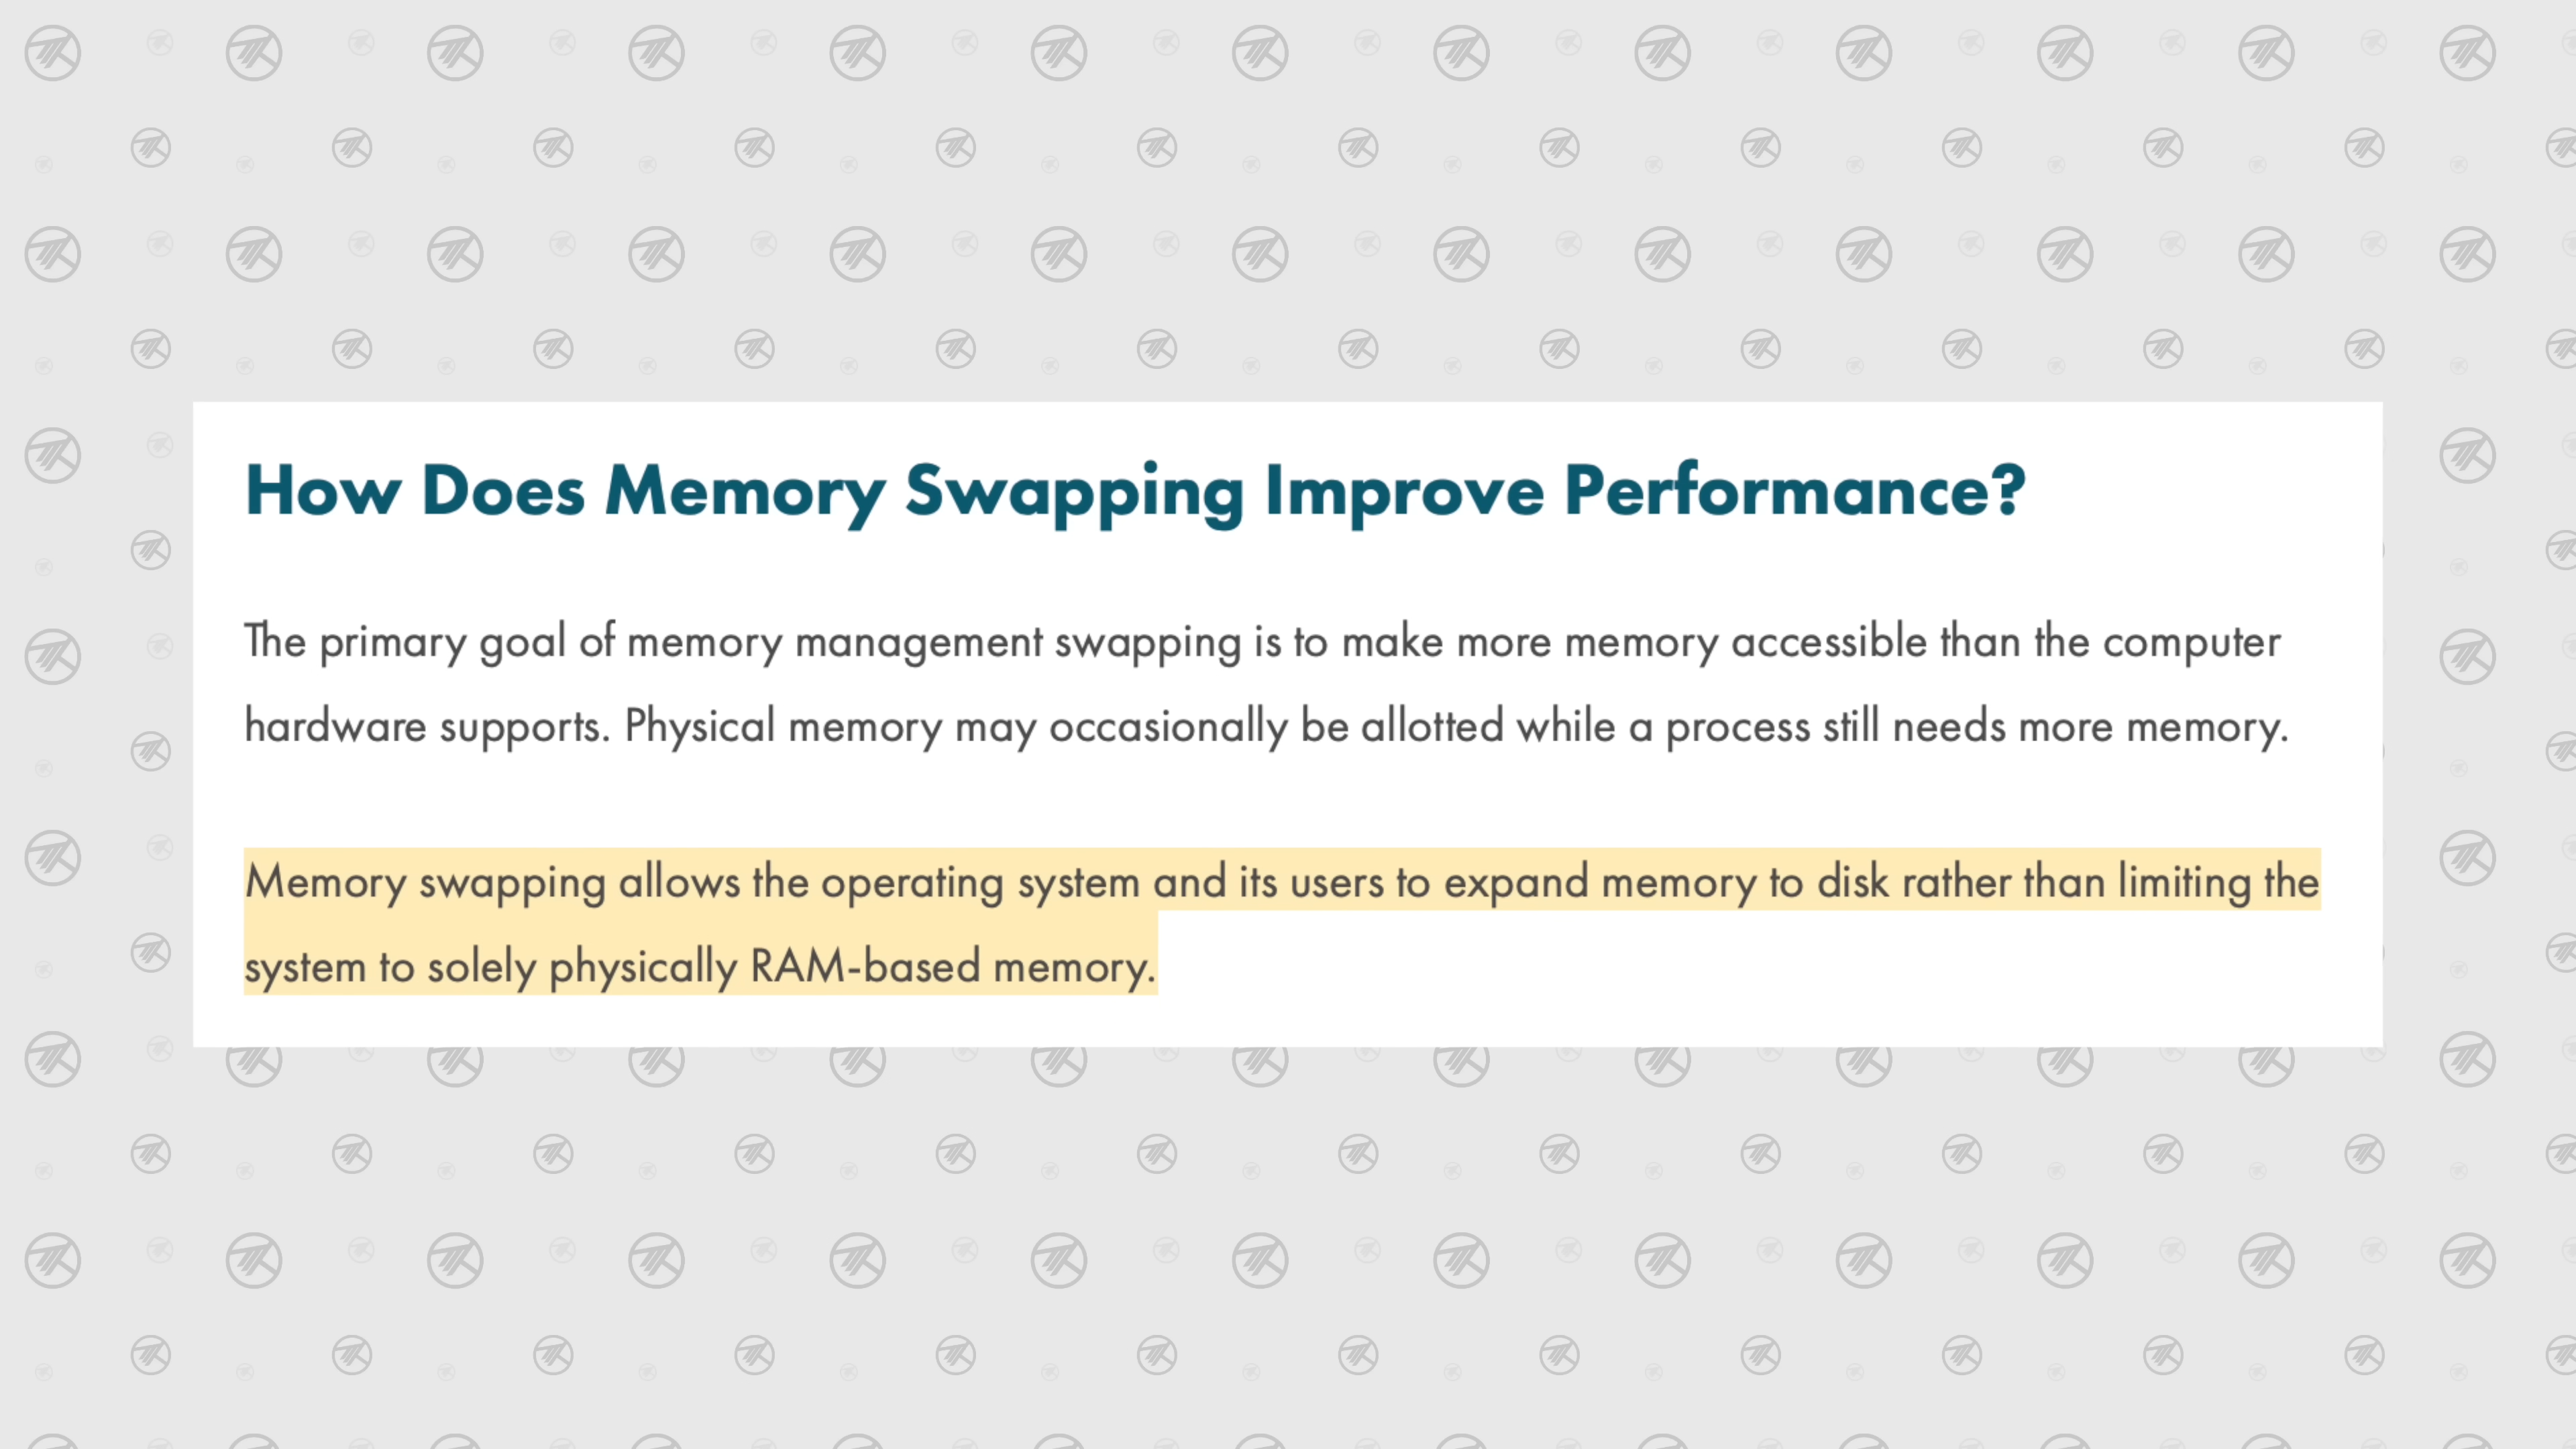 How Does Memory Swapping Improve Performance?
The primary goal of memory management swapping is to make more memory accessible than the computer
hardware supports. Physical memory may occasionally be allotted while a process still needs more memory.
Memory swapping allows the operating system and its users to expand memory to disk rather than limiting the
system to solely physically RAM-based memory.